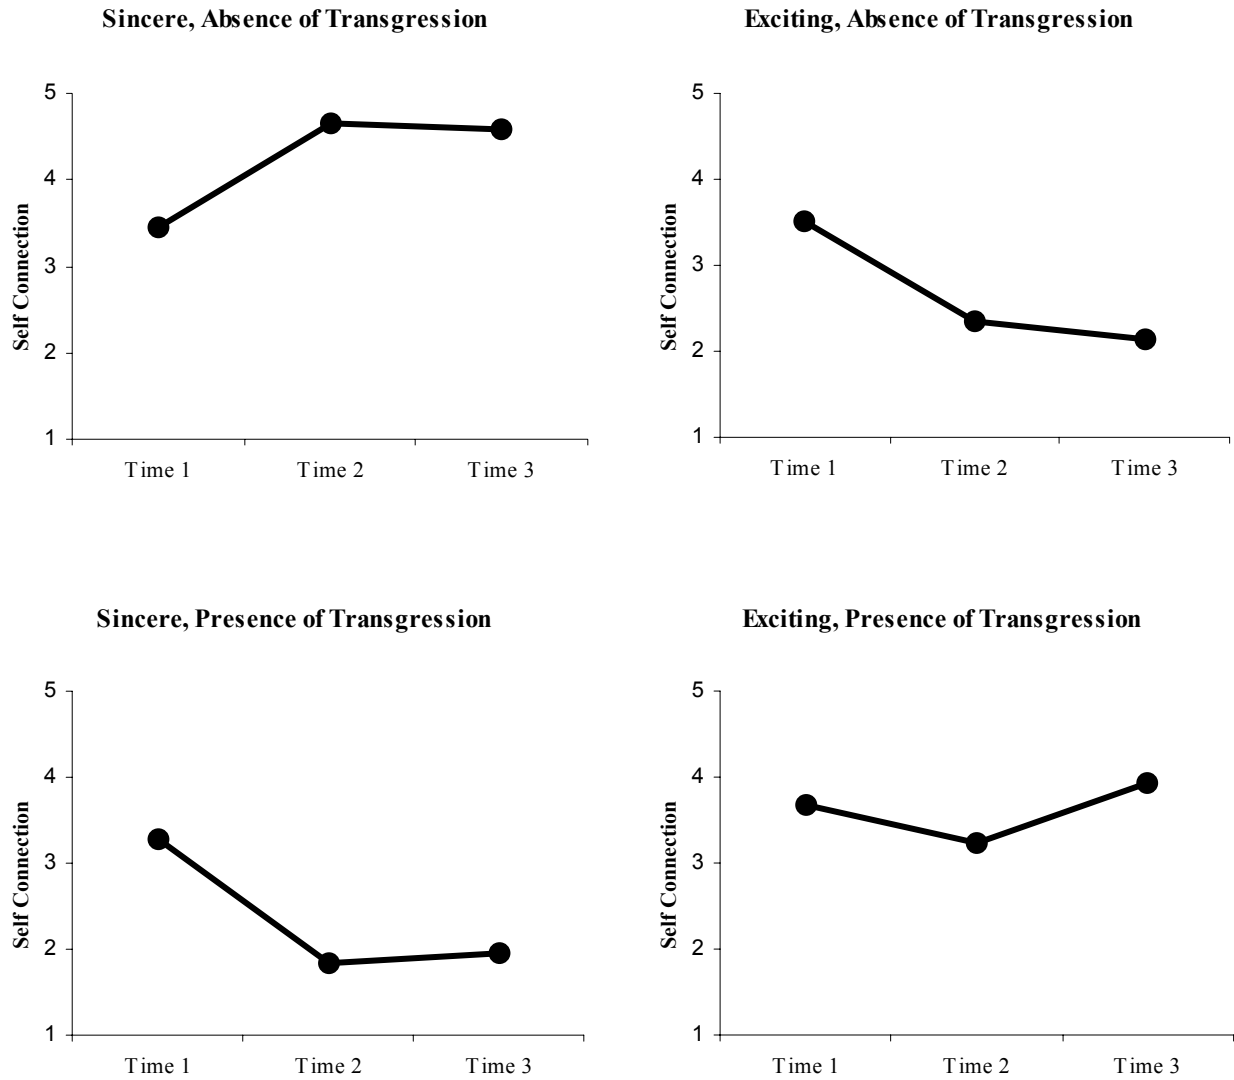 Sincere, Absence of Transgression
5
4
3
2
1
Self Connection
Time 1 Time 2 Time 3
Exciting, Absence of Transgression
5
4
3
2
1
Self Connection
Time 1 Time 2 Time 3
Sincere, Presence of Transgression
5
4
3
2
1
Self Connection
Time 1 Time 2 Time 3
Exciting, Presence of Transgression
5
4
3
2
1
Self Connection
Time 1 Time 2 Time 3